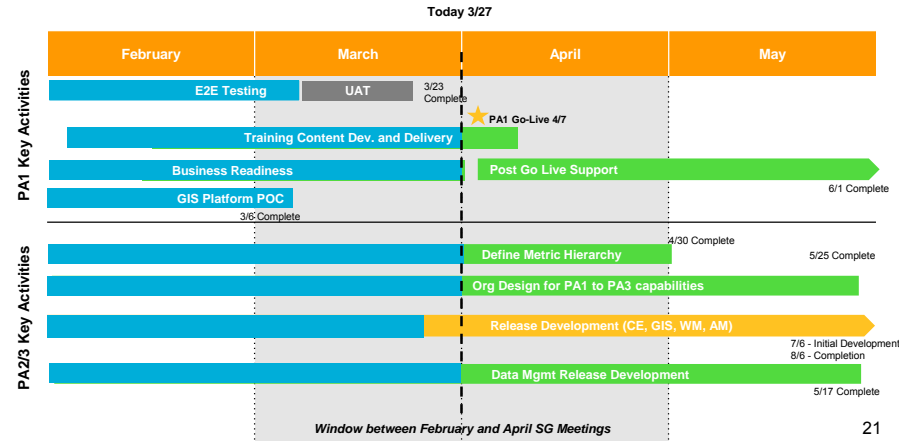 Today 3/27
February
March
April
May
PA1 Key Activities
E2E Testing
UAT
3/23
Complete
PA1 Go-Live 4/7
Training Content Dev. and Delivery
Business Readiness
Post Go Live Support
6/1 Complete
GIS Platform POC
3/6 Complete
PA2/3 Key Activities
4/30 Complete
Define Metric Hierarchy
5/25 Complete
Org Design for PA1 to PA3 capabilities
Release Development (CE, GIS, WM, AM)
7/6 - Initial Development
8/6 - Completion
Data Mgmt Release Development
5/17 Complete
Window between February and April SG Meetings
21